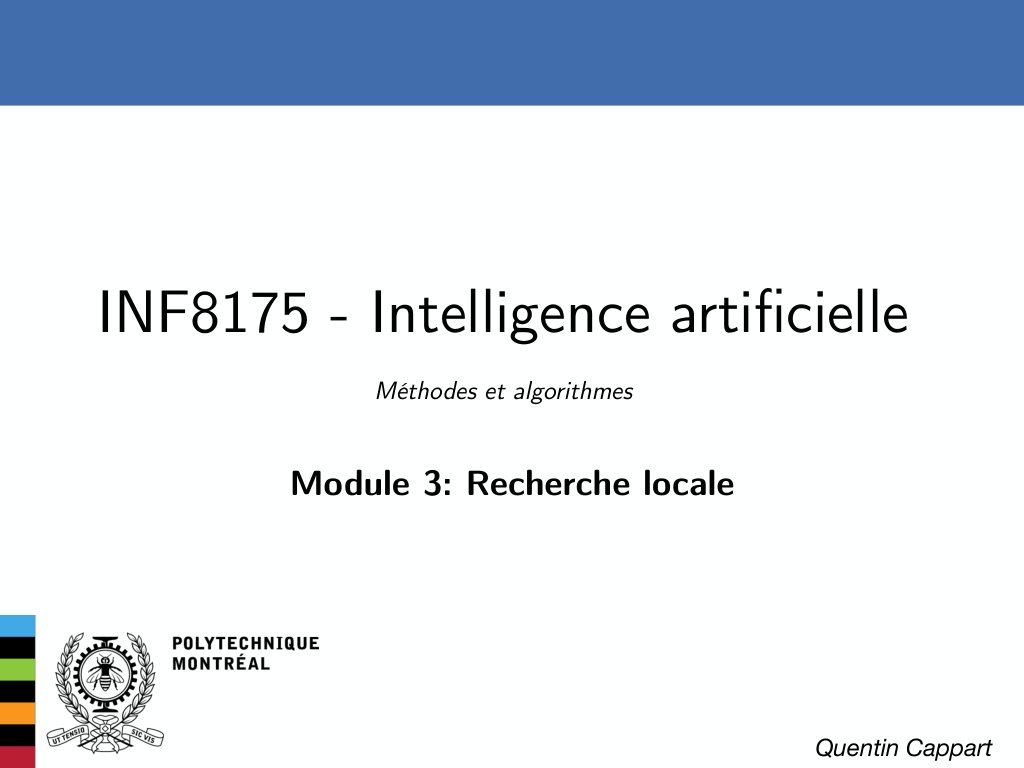 INF8175 - Intelligence artificielle
Méthodes et algorithmes
Module 3: Recherche locale
POLYTECHNIQUE
MONTRÉAL
UT TENSIO SIC VIS
Quentin Cappart